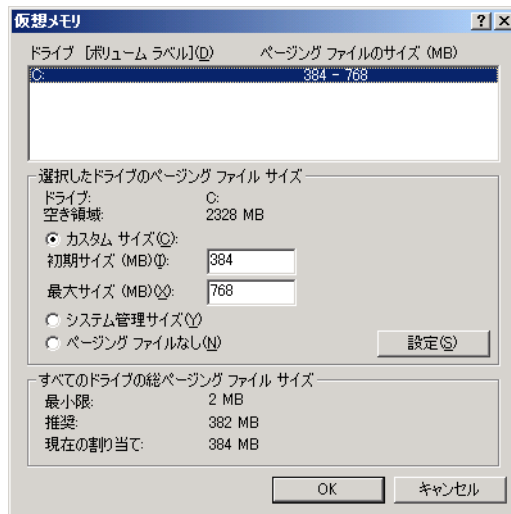 仮想メモリ
ドライブ [ボリューム ラベル](D) ページング ファイルのサイズ (MB)
C: 384 - 768
選択したドライブのページング ファイル サイズ
ドライブ: C:
空き領域: 2328 MB
カスタム サイズ(C):
初期サイズ (MB)(I): 384
最大サイズ (MB)(X): 768
システム管理サイズ(Y)
ページング ファイルなし(N) 設定(S)
すべてのドライブの総ページング ファイル サイズ
最小限: 2 MB
推奨: 382 MB
現在の割り当て: 384 MB
OK キャンセル